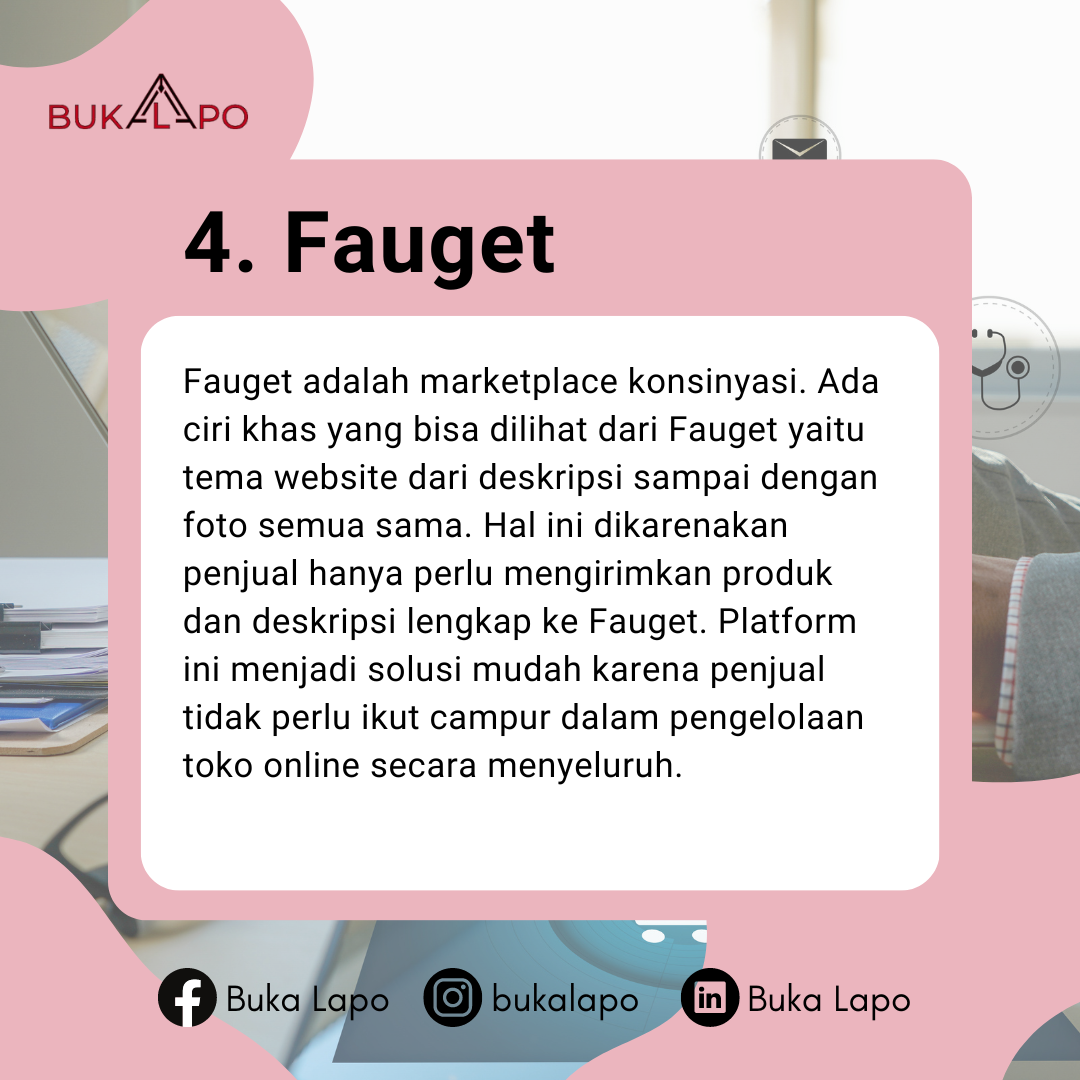 BUKALAPO
4. Fauget
Fauget adalah marketplace konsinyasi. Ada
ciri khas yang bisa dilihat dari Fauget yaitu
tema website dari deskripsi sampai dengan
foto semua sama. Hal ini dikarenakan
penjual hanya perlu mengirimkan produk
dan deskripsi lengkap ke Fauget. Platform
ini menjadi solusi mudah karena penjual
tidak perlu ikut campur dalam pengelolaan
toko online secara menyeluruh.
Buka Lapo bukalapo in Buka Lapo